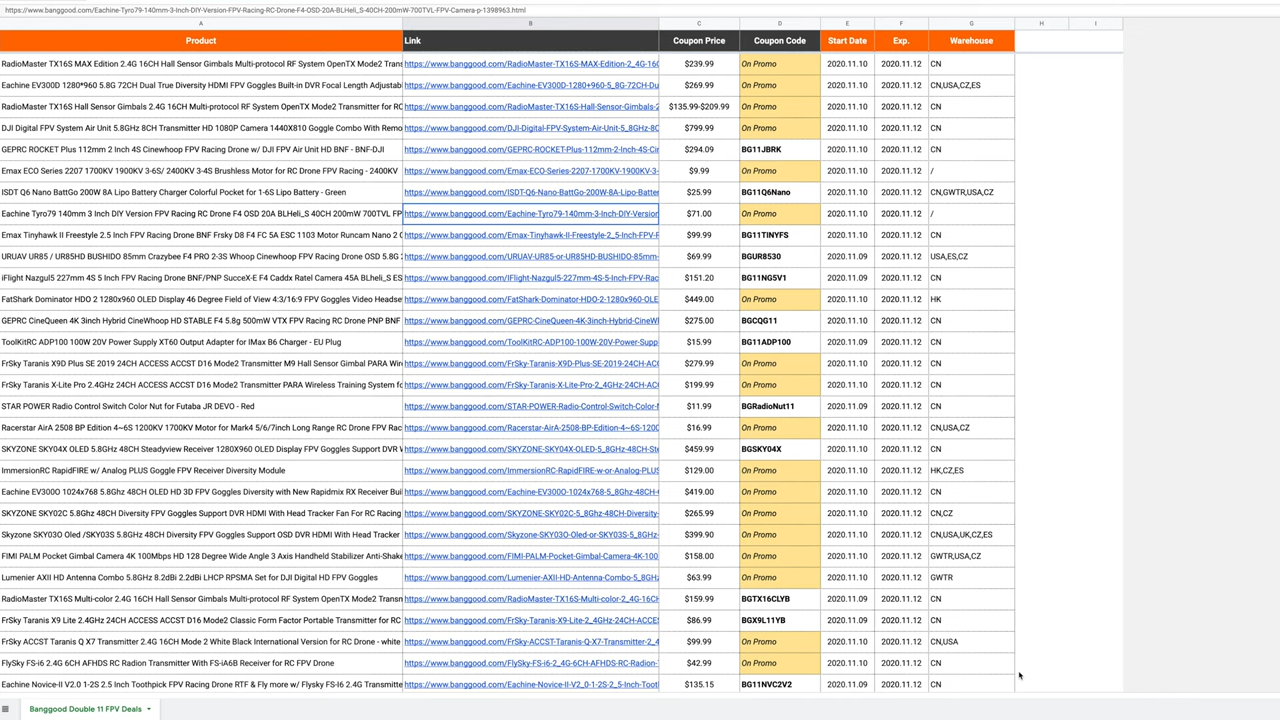 https://www.banggood.com/Eachine-Tyro79-140mm-3-Inch-DIY-Version-FPV-Racing-RC-Drone-F4-OSD-20A-BLHeli_S-40CH-200mW-700TVL-FPV-Camera-p-1398963.html
A B C D E F G H I
Product Link Coupon Price Coupon Code Start Date Exp. Warehouse
RadioMaster TX16S MAX Edition 2.4G 16CH Hall Sensor Gimbals Multi-protocol RF System OpenTX Mode2 Trans https://www.banggood.com/RadioMaster-TX16S-MAX-Edition-2_4G-16C $239.99 On Promo 2020.11.10 2020.11.12 CN
Eachine EV300D 1280*960 5.8G 72CH Dual True Diversity HDMI FPV Goggles Built-in DVR Focal Length Adjustab https://www.banggood.com/Eachine-EV300D-1280+960-5_8G-72CH-Du $269.99 On Promo 2020.11.10 2020.11.12 CN,USA,CZ,ES
RadioMaster TX16S Hall Sensor Gimbals 2.4G 16CH Multi-protocol RF System OpenTX Mode2 Transmitter for RC https://www.banggood.com/RadioMaster-TX16S-Hall-Sensor-Gimbals-2 $135.99-$209.99 On Promo 2020.11.10 2020.11.12 CN
DJI Digital FPV System Air Unit 5.8GHz 8CH Transmitter HD 1080P Camera 1440X810 Goggle Combo With Remo https://www.banggood.com/DJI-Digital-FPV-System-Air-Unit-5_8GHz-8C $799.99 On Promo 2020.11.10 2020.11.12 CN
GEPRC ROCKET Plus 112mm 2 Inch 4S Cinewhoop FPV Racing Drone w/ DJI FPV Air Unit HD BNF - BNF-DJI https://www.banggood.com/GEPRC-ROCKET-Plus-112mm-2-Inch-4S-Cin $294.09 BG11JBRK 2020.11.10 2020.11.12 CN
Emax ECO Series 2207 1700KV 1900KV 3-6S/ 2400KV 3-4S Brushless Motor for RC Drone FPV Racing - 2400KV https://www.banggood.com/Emax-ECO-Series-2207-1700KV-1900KV-3- $9.99 On Promo 2020.11.10 2020.11.12 /
ISDT Q6 Nano BattGo 200W 8A Lipo Battery Charger Colorful Pocket for 1-6S Lipo Battery - Green https://www.banggood.com/ISDT-Q6-Nano-BattGo-200W-8A-Lipo-Batter $25.99 BG11Q6Nano 2020.11.10 2020.11.12 CN,GWTR,USA,CZ
Eachine Tyro79 140mm 3 Inch DIY Version FPV Racing RC Drone F4 OSD 20A BLHeli_S 40CH 200mW 700TVL FP https://www.banggood.com/Eachine-Tyro79-140mm-3-Inch-DIY-Version $71.00 On Promo 2020.11.10 2020.11.12 /
Emax Tinyhawk II Freestyle 2.5 Inch FPV Racing Drone BNF Frsky D8 F4 FC 5A ESC 1103 Motor Runcam Nano 2 C https://www.banggood.com/Emax-Tinyhawk-II-Freestyle-2_5-Inch-FPV-F $99.99 BG11TINYFS 2020.11.10 2020.11.12 CN
URUAV UR85 / UR85HD BUSHIDO 85mm Crazybee F4 PRO 2-3S Whoop Cinewhoop FPV Racing Drone OSD 5.8G https://www.banggood.com/URUAV-UR85-or-UR85HD-BUSHIDO-85mm- $69.99 BGUR8530 2020.11.10 2020.11.12 USA,ES,CZ
iFlight Nazgul5 227mm 4S 5 Inch FPV Racing Drone BNF/PNP SucceX-E F4 Caddx Ratel Camera 45A BLHeli_S ES https://www.banggood.com/IFlight-Nazgul5-227mm-4S-5-Inch-FPV-Rac $151.20 BG11NG5V1 2020.11.09 2020.11.12 CN
FatShark Dominator HDO 2 1280x960 OLED Display 46 Degree Field of View 4:3/16:9 FPV Goggles Video Headse https://www.banggood.com/FatShark-Dominator-HDO-2-1280x960-OLE $449.00 On Promo 2020.11.10 2020.11.12 HK
GEPRC CineQueen 4K 3inch Hybrid CineWhoop HD STABLE F4 5.8g 500mW VTX FPV Racing RC Drone PNP BNF https://www.banggood.com/GEPRC-CineQueen-4K-3inch-Hybrid-CineW $275.00 BGCQG11 2020.11.10 2020.11.12 CN
ToolKitRC ADP100 100W 20V Power Supply XT60 Output Adapter for IMax B6 Charger - EU Plug https://www.banggood.com/ToolKitRC-ADP100-100W-20V-Power-Supp $15.99 BG11ADP100 2020.11.09 2020.11.12 CN
FrSky Taranis X9D Plus SE 2019 24CH ACCESS ACCST D16 Mode2 Transmitter M9 Hall Sensor Gimbal PARA Wir https://www.banggood.com/FrSky-Taranis-X9D-Plus-SE-2019-24CH-AC $279.99 On Promo 2020.11.10 2020.11.12 CN
FrSky Taranis X-Lite Pro 2.4GHz 24CH ACCESS ACCST D16 Mode2 Transmitter PARA Wireless Training System fo https://www.banggood.com/FrSky-Taranis-X-Lite-Pro-2_4GHz-24CH-AC $199.99 On Promo 2020.11.10 2020.11.12 CN
STAR POWER Radio Control Switch Color Nut for Futaba JR DEVO - Red https://www.banggood.com/STAR-POWER-Radio-Control-Switch-Color-N $11.99 BGRadioNut11 2020.11.09 2020.11.12 CN
Racerstar AirA 2508 BP Edition 4~6S 1200KV 1700KV Motor for Mark4 5/6/7inch Long Range RC Drone FPV Rac https://www.banggood.com/Racerstar-AirA-2508-BP-Edition-4~6S-1200 $16.99 On Promo 2020.11.09 2020.11.12 CN,USA,CZ
SKYZONE SKY04X OLED 5.8GHz 48CH Steadyview Receiver 1280X960 Display FPV Goggles Support DVR https://www.banggood.com/SKYZONE-SKY04X-OLED-5_8GHz-48CH-Ste $459.99 BGSKY04X 2020.11.09 2020.11.12 CN
ImmersionRC RapidFIRE w/ Analog PLUS Goggle FPV Receiver Diversity Module https://www.banggood.com/ImmersionRC-RapidFIRE-w-or-Analog-PLUS $129.00 On Promo 2020.11.10 2020.11.12 HK,CZ,ES
Eachine EV300O 1024x768 5.8Ghz 48CH OLED HD 3D FPV Goggles Diversity with New Rapidmix RX Receiver Bui https://www.banggood.com/Eachine-EV300O-1024x768-5_8Ghz-48CH-C $419.00 On Promo 2020.11.10 2020.11.12 CN
SKYZONE SKY02C 5.8Ghz 48CH Diversity FPV Goggles Support DVR HDMI With Head Tracker Fan For RC Racing https://www.banggood.com/SKYZONE-SKY02C-5_8Ghz-48CH-Diversity- $265.99 On Promo 2020.11.10 2020.11.12 CN,CZ
Skyzone SKY03O Oled /SKY03S 5.8Ghz 48CH Diversity FPV Goggles Support OSD DVR HDMI With Head Tracker https://www.banggood.com/Skyzone-SKY03O-Oled-or-SKY03S-5_8Ghz- $399.90 On Promo 2020.11.10 2020.11.12 CN,USA,UK,CZ,ES
FIMI PALM Pocket Gimbal Camera 4K 100Mbps HD 128 Degree Wide Angle 3 Axis Handheld Stabilizer Anti-Shake https://www.banggood.com/FIMI-PALM-Pocket-Gimbal-Camera-4K-100 $158.00 On Promo 2020.11.10 2020.11.12 GWTR,USA,CZ
Lumenier AXII HD Antenna Combo 5.8GHz 8.2dBi 2.2dBi LHCP RPSMA Set for DJI Digital HD FPV Goggles https://www.banggood.com/Lumenier-AXII-HD-Antenna-Combo-5_8GHz $63.99 On Promo 2020.11.10 2020.11.12 GWTR
RadioMaster TX16S Multi-color 2.4G 16CH Hall Sensor Gimbals Multi-protocol RF System OpenTX Mode2 Transm https://www.banggood.com/RadioMaster-TX16S-Multi-color-2_4G-16CH $159.99 BGTX16CLYB 2020.11.09 2020.11.12 CN
FrSky Taranis X9 Lite 2.4GHz 24CH ACCESS ACCST D16 Mode2 Classic Form Factor Portable Transmitter for RC https://www.banggood.com/FrSky-Taranis-X9-Lite-2_4GHz-24CH-ACCE $86.99 BGX9L11YB 2020.11.09 2020.11.12 CN
FrSky ACCST Taranis Q X7 Transmitter 2.4G 16CH Mode 2 White Black International Version for RC Drone - white https://www.banggood.com/FrSky-ACCST-Taranis-Q-X7-Transmitter-2_4 $99.99 On Promo 2020.11.10 2020.11.12 CN,USA
FlySky FS-i6 2.4G 6CH AFHDS RC Radion Transmitter With FS-iA6B Receiver for RC FPV Drone https://www.banggood.com/FlySky-FS-i6-2_4G-6CH-AFHDS-RC-Radion- $42.99 On Promo 2020.11.10 2020.11.12 CN
Eachine Novice-II V2.0 1-2S 2.5 Inch Toothpick FPV Racing Drone RTF & Fly more w/ Flysky FS-I6 2.4G Transmitte https://www.banggood.com/Eachine-Novice-II-V2_0-1-2S-2_5-Inch-Toot $135.15 BG11NVC2V2 2020.11.09 2020.11.12 CN
Banggood Double 11 FPV Deals